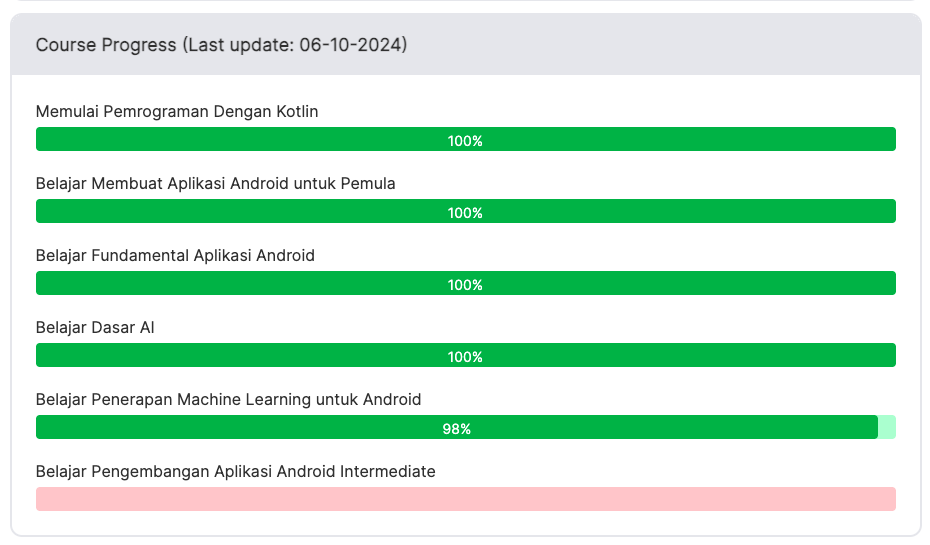 Course Progress (Last update: 06-10-2024)
Memulai Pemrograman Dengan Kotlin
100%
Belajar Membuat Aplikasi Android untuk Pemula
100%
Belajar Fundamental Aplikasi Android
100%
Belajar Dasar AI
100%
Belajar Penerapan Machine Learning untuk Android
98%
Belajar Pengembangan Aplikasi Android Intermediate